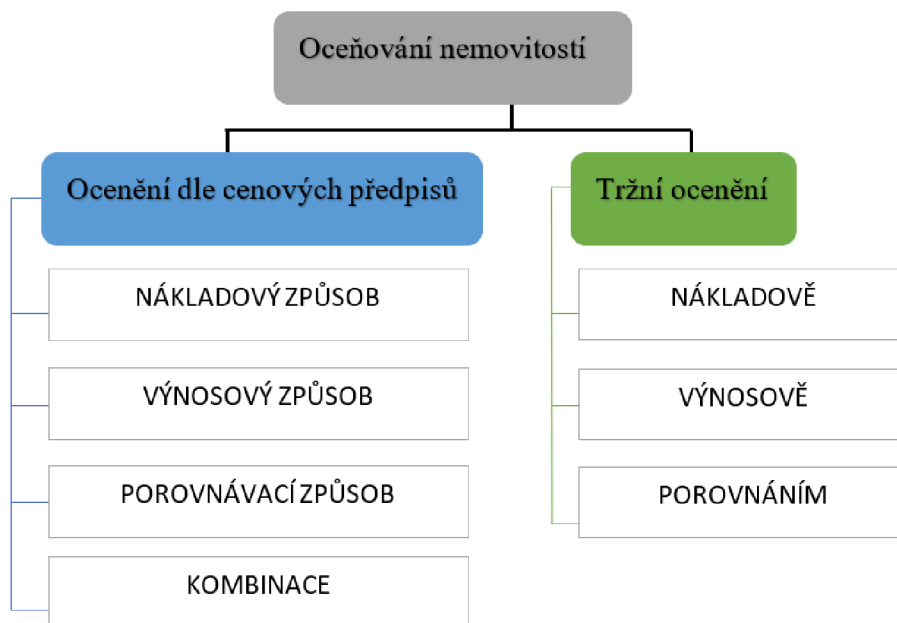 Oceňování nemovitostí
Ocenění dle cenových předpisů
NÁKLADOVÝ ZPŮSOB
VÝNOSOVÝ ZPŮSOB
POROVNÁVACÍ ZPŮSOB
KOMBINACE
Tržní ocenění
NÁKLADOVĚ
VÝNOSOVĚ
POROVNÁNÍM